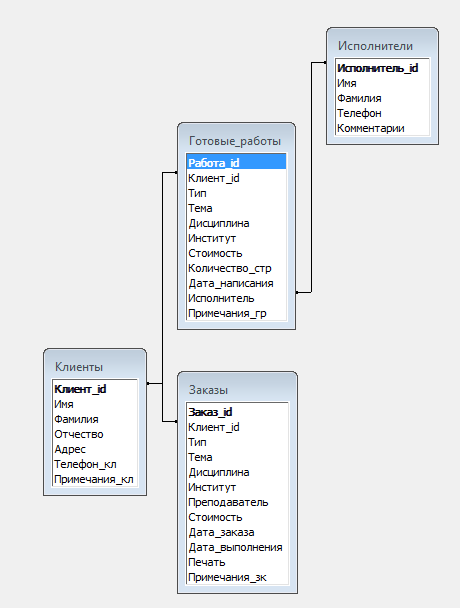 Исполнители
Исполнитель_id
Имя
Фамилия
Телефон
Комментарии
Готовые_работы
Работа_id
Клиент_id
Тип
Тема
Дисциплина
Институт
Стоимость
Количество_стр
Дата_написания
Исполнитель
Примечания_гр
Клиенты
Клиент_id
Имя
Фамилия
Отчество
Адрес
Телефон_кл
Примечания_кл
Заказы
Заказ_id
Клиент_id
Тип
Тема
Дисциплина
Институт
Преподаватель
Стоимость
Дата_заказа
Дата_выполнения
Печать
Примечания_зк